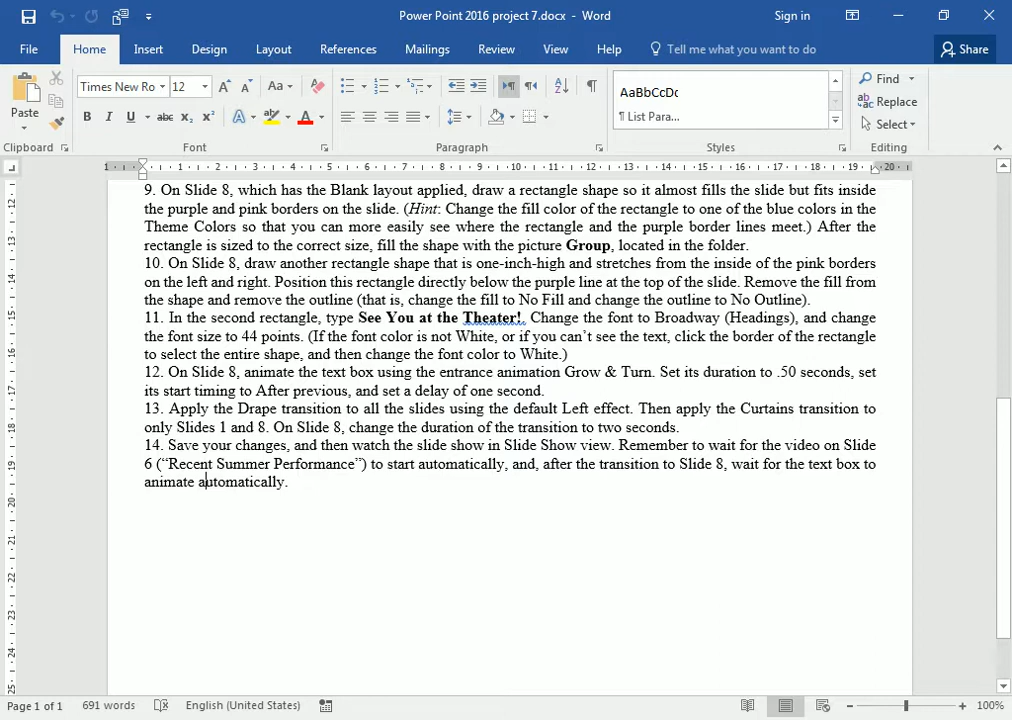 Power Point 2016 project 7.docx - Word
Sign in
File Home Insert Design Layout References Mailings Review View Help Tell me what you want to do Share
Paste
Clipboard
Times New Ro 12
Font
Paragraph
AaBbCcDc
¶ List Para...
Styles
Find
Replace
Select
Editing
9. On Slide 8, which has the Blank layout applied, draw a rectangle shape so it almost fills the slide but fits inside
the purple and pink borders on the slide. (Hint: Change the fill color of the rectangle to one of the blue colors in the
Theme Colors so that you can more easily see where the rectangle and the purple border lines meet.) After the
rectangle is sized to the correct size, fill the shape with the picture Group, located in the folder.
10. On Slide 8, draw another rectangle shape that is one-inch-high and stretches from the inside of the pink borders
on the left and right. Position this rectangle directly below the purple line at the top of the slide. Remove the fill from
the shape and remove the outline (that is, change the fill to No Fill and change the outline to No Outline).
11. In the second rectangle, type See You at the Theater!. Change the font to Broadway (Headings), and change
the font size to 44 points. (If the font color is not White, or if you can’t see the text, click the border of the rectangle
to select the entire shape, and then change the font color to White.)
12. On Slide 8, animate the text box using the entrance animation Grow & Turn. Set its duration to .50 seconds, set
its start timing to After previous, and set a delay of one second.
13. Apply the Drape transition to all the slides using the default Left effect. Then apply the Curtains transition to
only Slides 1 and 8. On Slide 8, change the duration of the transition to two seconds.
14. Save your changes, and then watch the slide show in Slide Show view. Remember to wait for the video on Slide
6 (“Recent Summer Performance”) to start automatically, and, after the transition to Slide 8, wait for the text box to
animate automatically.
Page 1 of 1 691 words English (United States) 100%